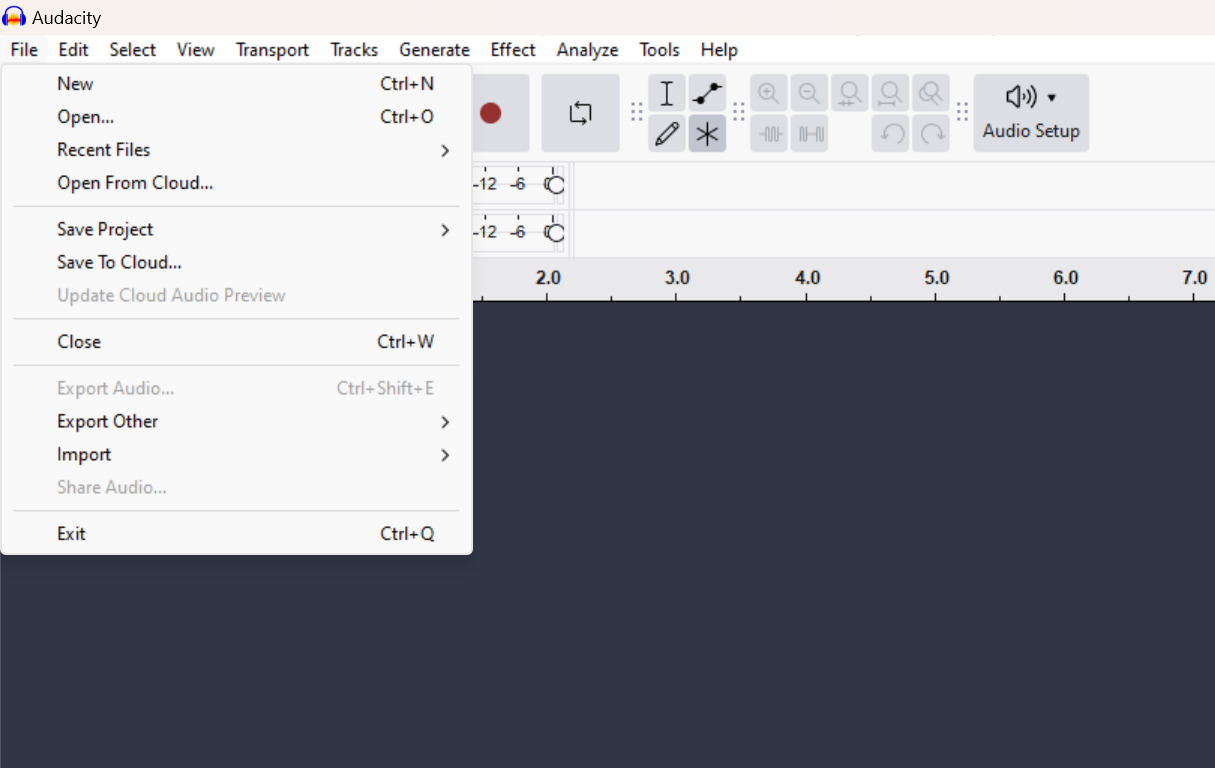 Audacity
File Edit Select View Transport Tracks Generate Effect Analyze Tools Help
New Ctrl+N
Open... Ctrl+O
Recent Files
Open From Cloud...
Save Project
Save To Cloud...
Update Cloud Audio Preview
Close Ctrl+W
Export Audio... Ctrl+Shift+E
Export Other
Import
Share Audio...
Exit Ctrl+Q
Audio Setup
-12 -6
-12 -6
2.0 3.0 4.0 5.0 6.0 7.0